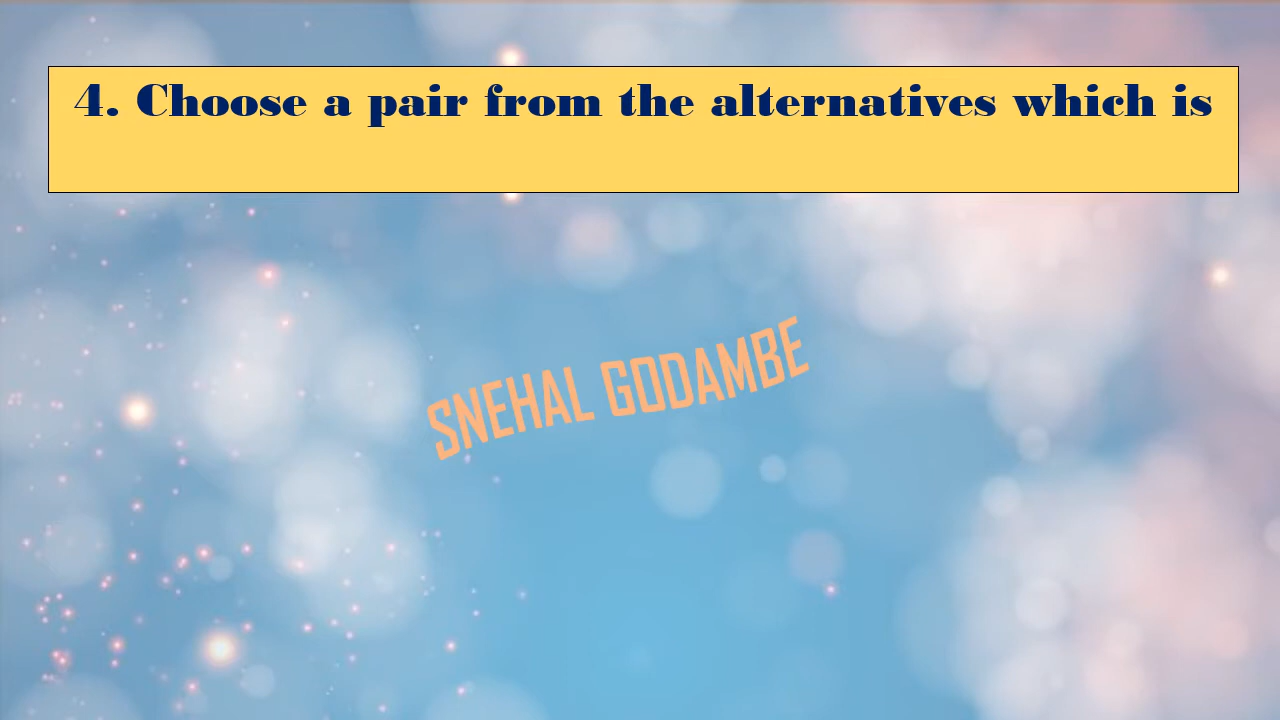 4. Choose a pair from the alternatives which is
SNEHAL GODAMBE